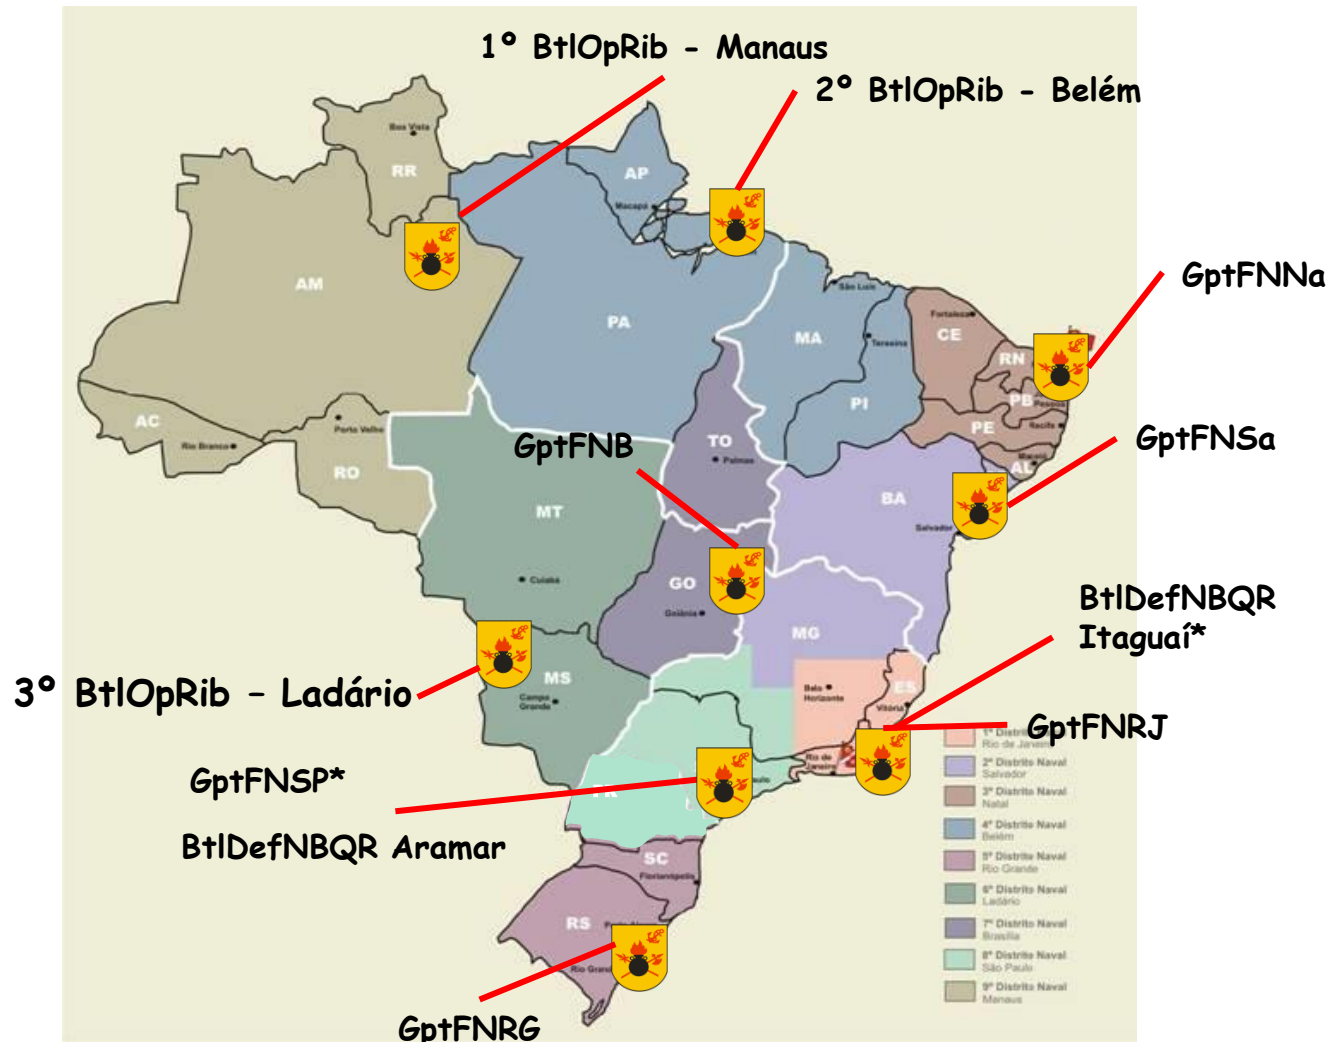 1º BtlOpRib - Manaus
2º BtlOpRib - Belém
Boa Vista
RR
AP
Macapá
GptFNNa
AM
São Luís
Fortaleza
PA
MA
Teresina
CE
RN
PI
PB
Pessoa
AC
Rio Branco
Porto Velho
PE
Recife
GptFNB
TO
Palmas
GptFNSa
Maceió
AL
RO
MT
BA
Salvador
Cuiabá
GO
Goiânia
BtlDefNBQR
Itaguaí*
MG
3º BtlOpRib – Ladário
MS
Campo
Grande
Belo
Horizonte
ES
Vitória
GptFNRJ
Rio de
Janeiro
GptFNSP*
PR
BtlDefNBQR Aramar
SC
Florianópolis
RS
GptFNRG
1º Distrito
Rio de Janeiro
2º Distrito Naval
Salvador
3º Distrito Naval
Natal
4º Distrito Naval
Belém
5º Distrito Naval
Rio Grande
6º Distrito Naval
Ladário
7º Distrito Naval
Brasília
8º Distrito Naval
São Paulo
9º Distrito Naval
Manaus